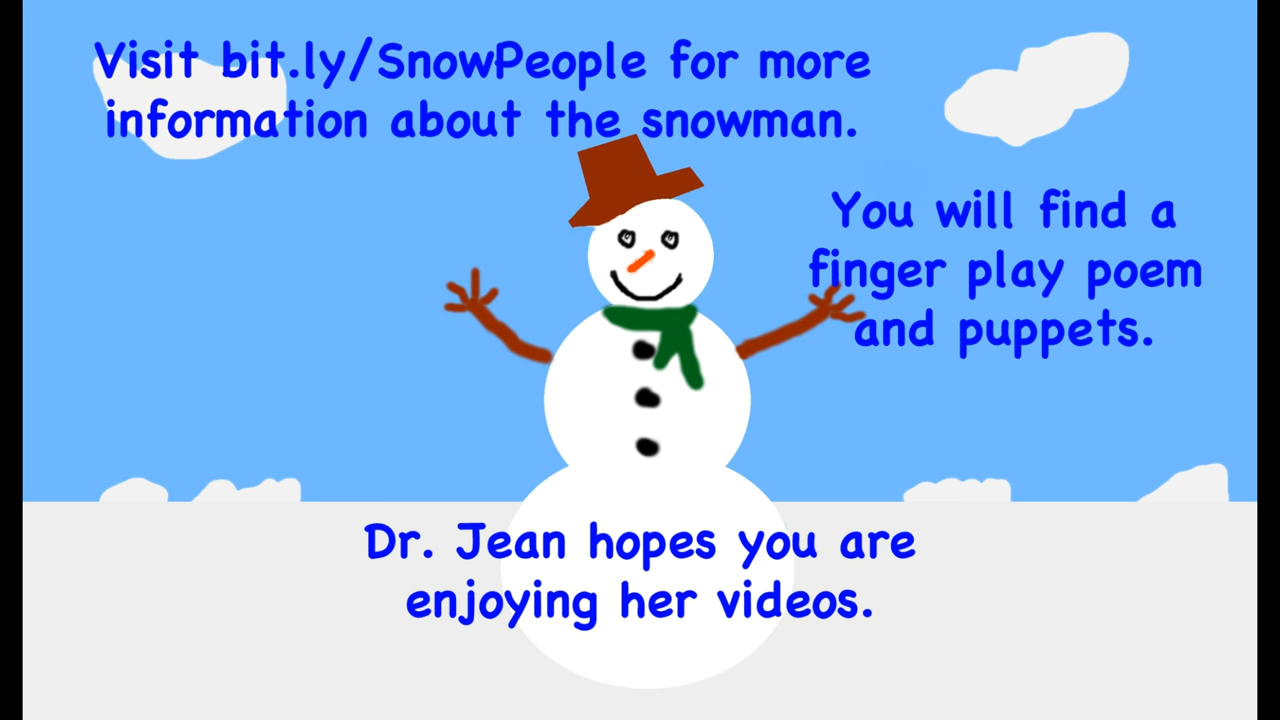 Visit bit.ly/SnowPeople for more
information about the snowman.
You will find a
finger play poem
and puppets.
Dr. Jean hopes you are
enjoying her videos.